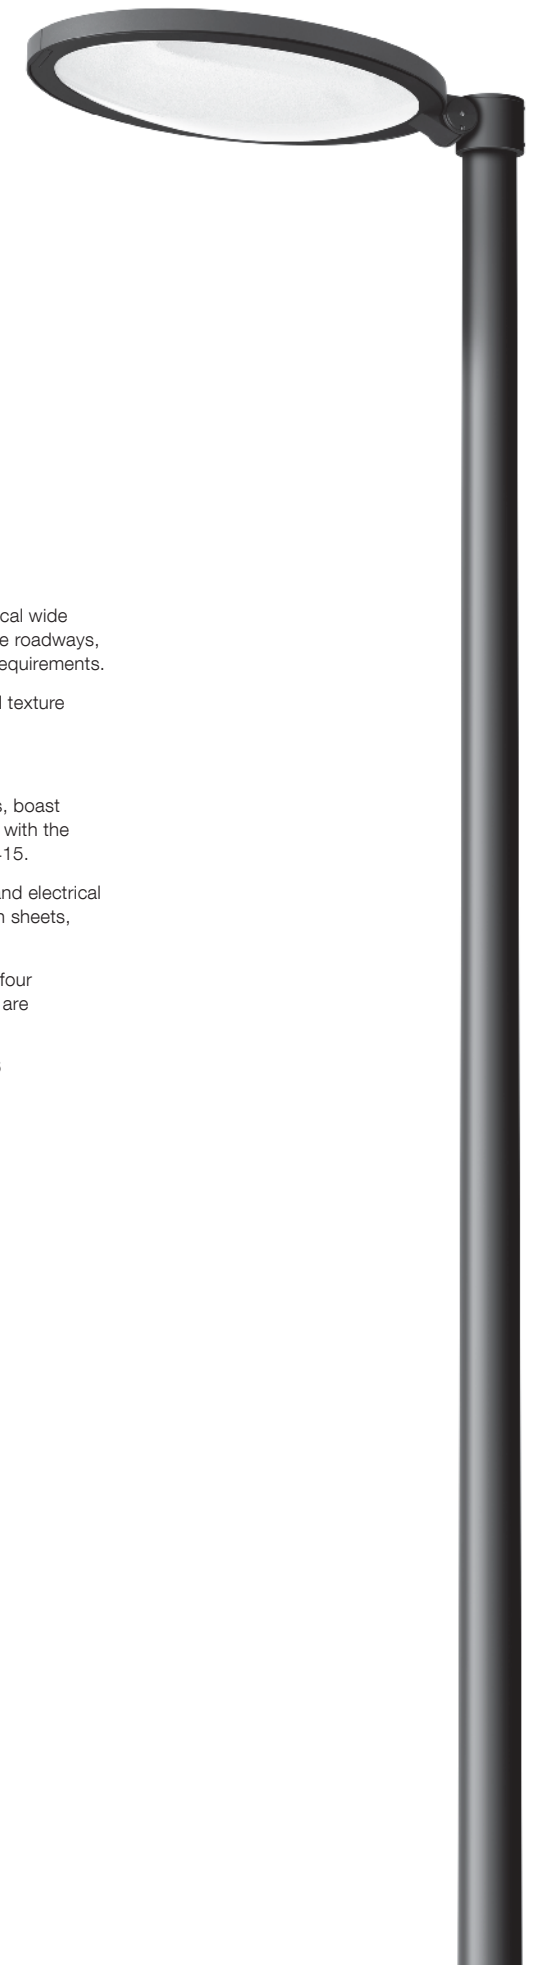 cal wide
e roadways,
equirements.
texture
, boast
with the
15.
nd electrical
sheets,
four
are